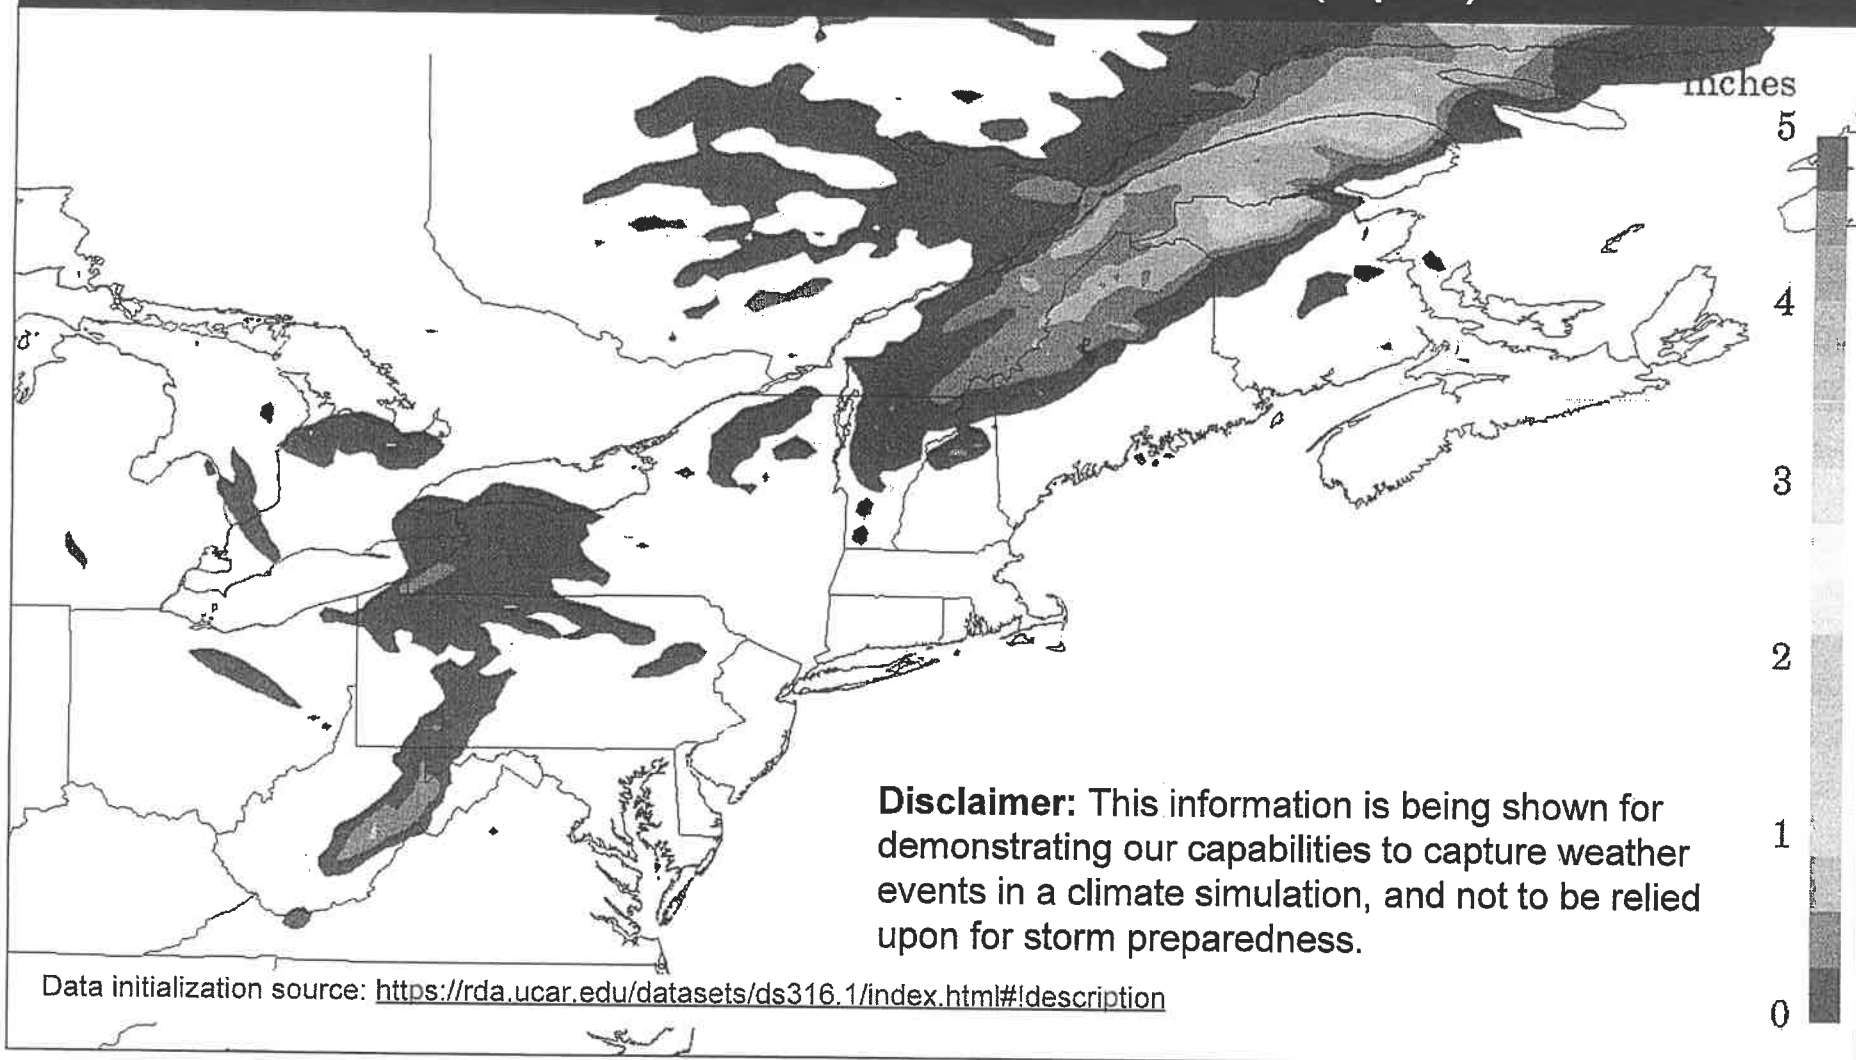 inches
5
4
3
2
1
0
Disclaimer: This information is being shown for
demonstrating our capabilities to capture weather
events in a climate simulation, and not to be relied
upon for storm preparedness.
Data initialization source: https://rda.ucar.edu/datasets/ds316.1/index.html#!description